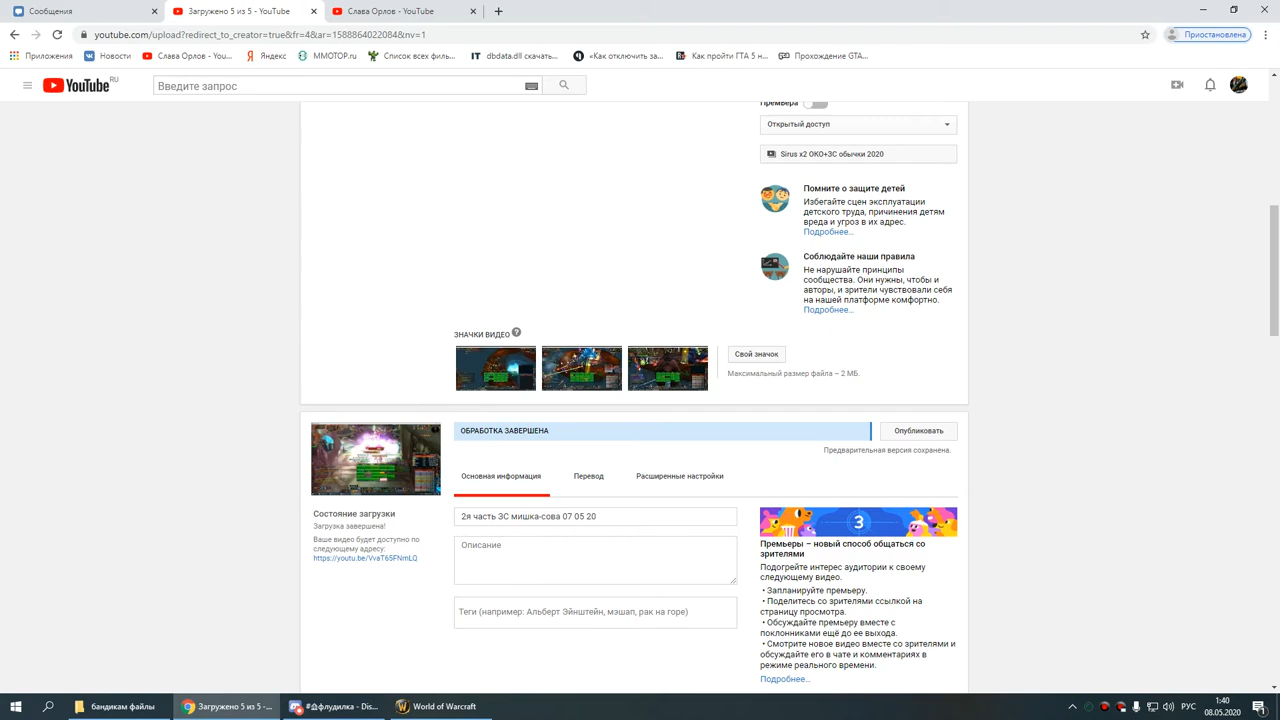 Сообщения
Загружено 5 из 5 - YouTube
Слава Орлов - YouTube
youtube.com/upload?redirect_to_creator=true&fr=4&ar=1588864022084&nv=1
Приостановлена
Приложения
Новости
Слава Орлов - You...
Яндекс
MMOTOP.ru
Список всех фильм...
dbdata.dll скачать...
«Как отключить за...
Как пройти ГТА 5 н...
Прохождение GTA...
YouTube RU
Введите запрос
Премьера
Открытый доступ
Sirus x2 ОКО+ЗС обычки 2020
Помните о защите детей
Избегайте сцен эксплуатации
детского труда, причинения детям
вреда и угроз в их адрес.
Подробнее...
Соблюдайте наши правила
Не нарушайте принципы
сообщества. Они нужны, чтобы и
авторы, и зрители чувствовали себя
на нашей платформе комфортно.
Подробнее...
ЗНАЧКИ ВИДЕО
Свой значок
Максимальный размер файла – 2 МБ.
ОБРАБОТКА ЗАВЕРШЕНА
Опубликовать
Предварительная версия сохранена.
Основная информация
Перевод
Расширенные настройки
Состояние загрузки
Загрузка завершена!
Ваше видео будет доступно по
следующему адресу:
https://youtu.be/VvaT65FNmLQ
2я часть ЗС мишка-сова 07 05 20
Описание
Теги (например: Альберт Эйнштейн, мэшап, рак на горе)
3
Премьеры – новый способ общаться со
зрителями
Подогрейте интерес аудитории к своему
следующему видео.
• Запланируйте премьеру.
• Поделитесь со зрителями ссылкой на
страницу просмотра.
• Обсуждайте премьеру вместе с
поклонниками ещё до ее выхода.
• Смотрите новое видео вместе со зрителями и
обсуждайте его в чате и комментариях в
режиме реального времени.
Подробнее...
бандикам файлы
Загружено 5 из 5 -...
#Дфлудилка - Dis...
World of Warcraft
РУС
1:40
08.05.2020